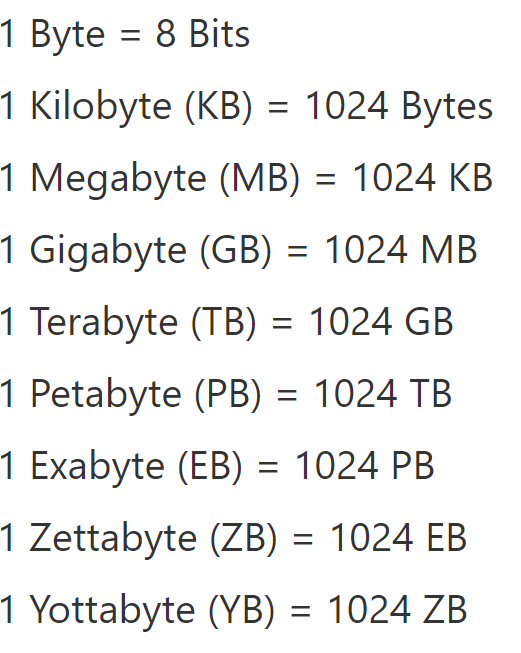 1 Byte = 8 Bits
1 Kilobyte (KB) = 1024 Bytes
1 Megabyte (MB) = 1024 KB
1 Gigabyte (GB) = 1024 MB
1 Terabyte (TB) = 1024 GB
1 Petabyte (PB) = 1024 TB
1 Exabyte (EB) = 1024 PB
1 Zettabyte (ZB) = 1024 EB
1 Yottabyte (YB) = 1024 ZB